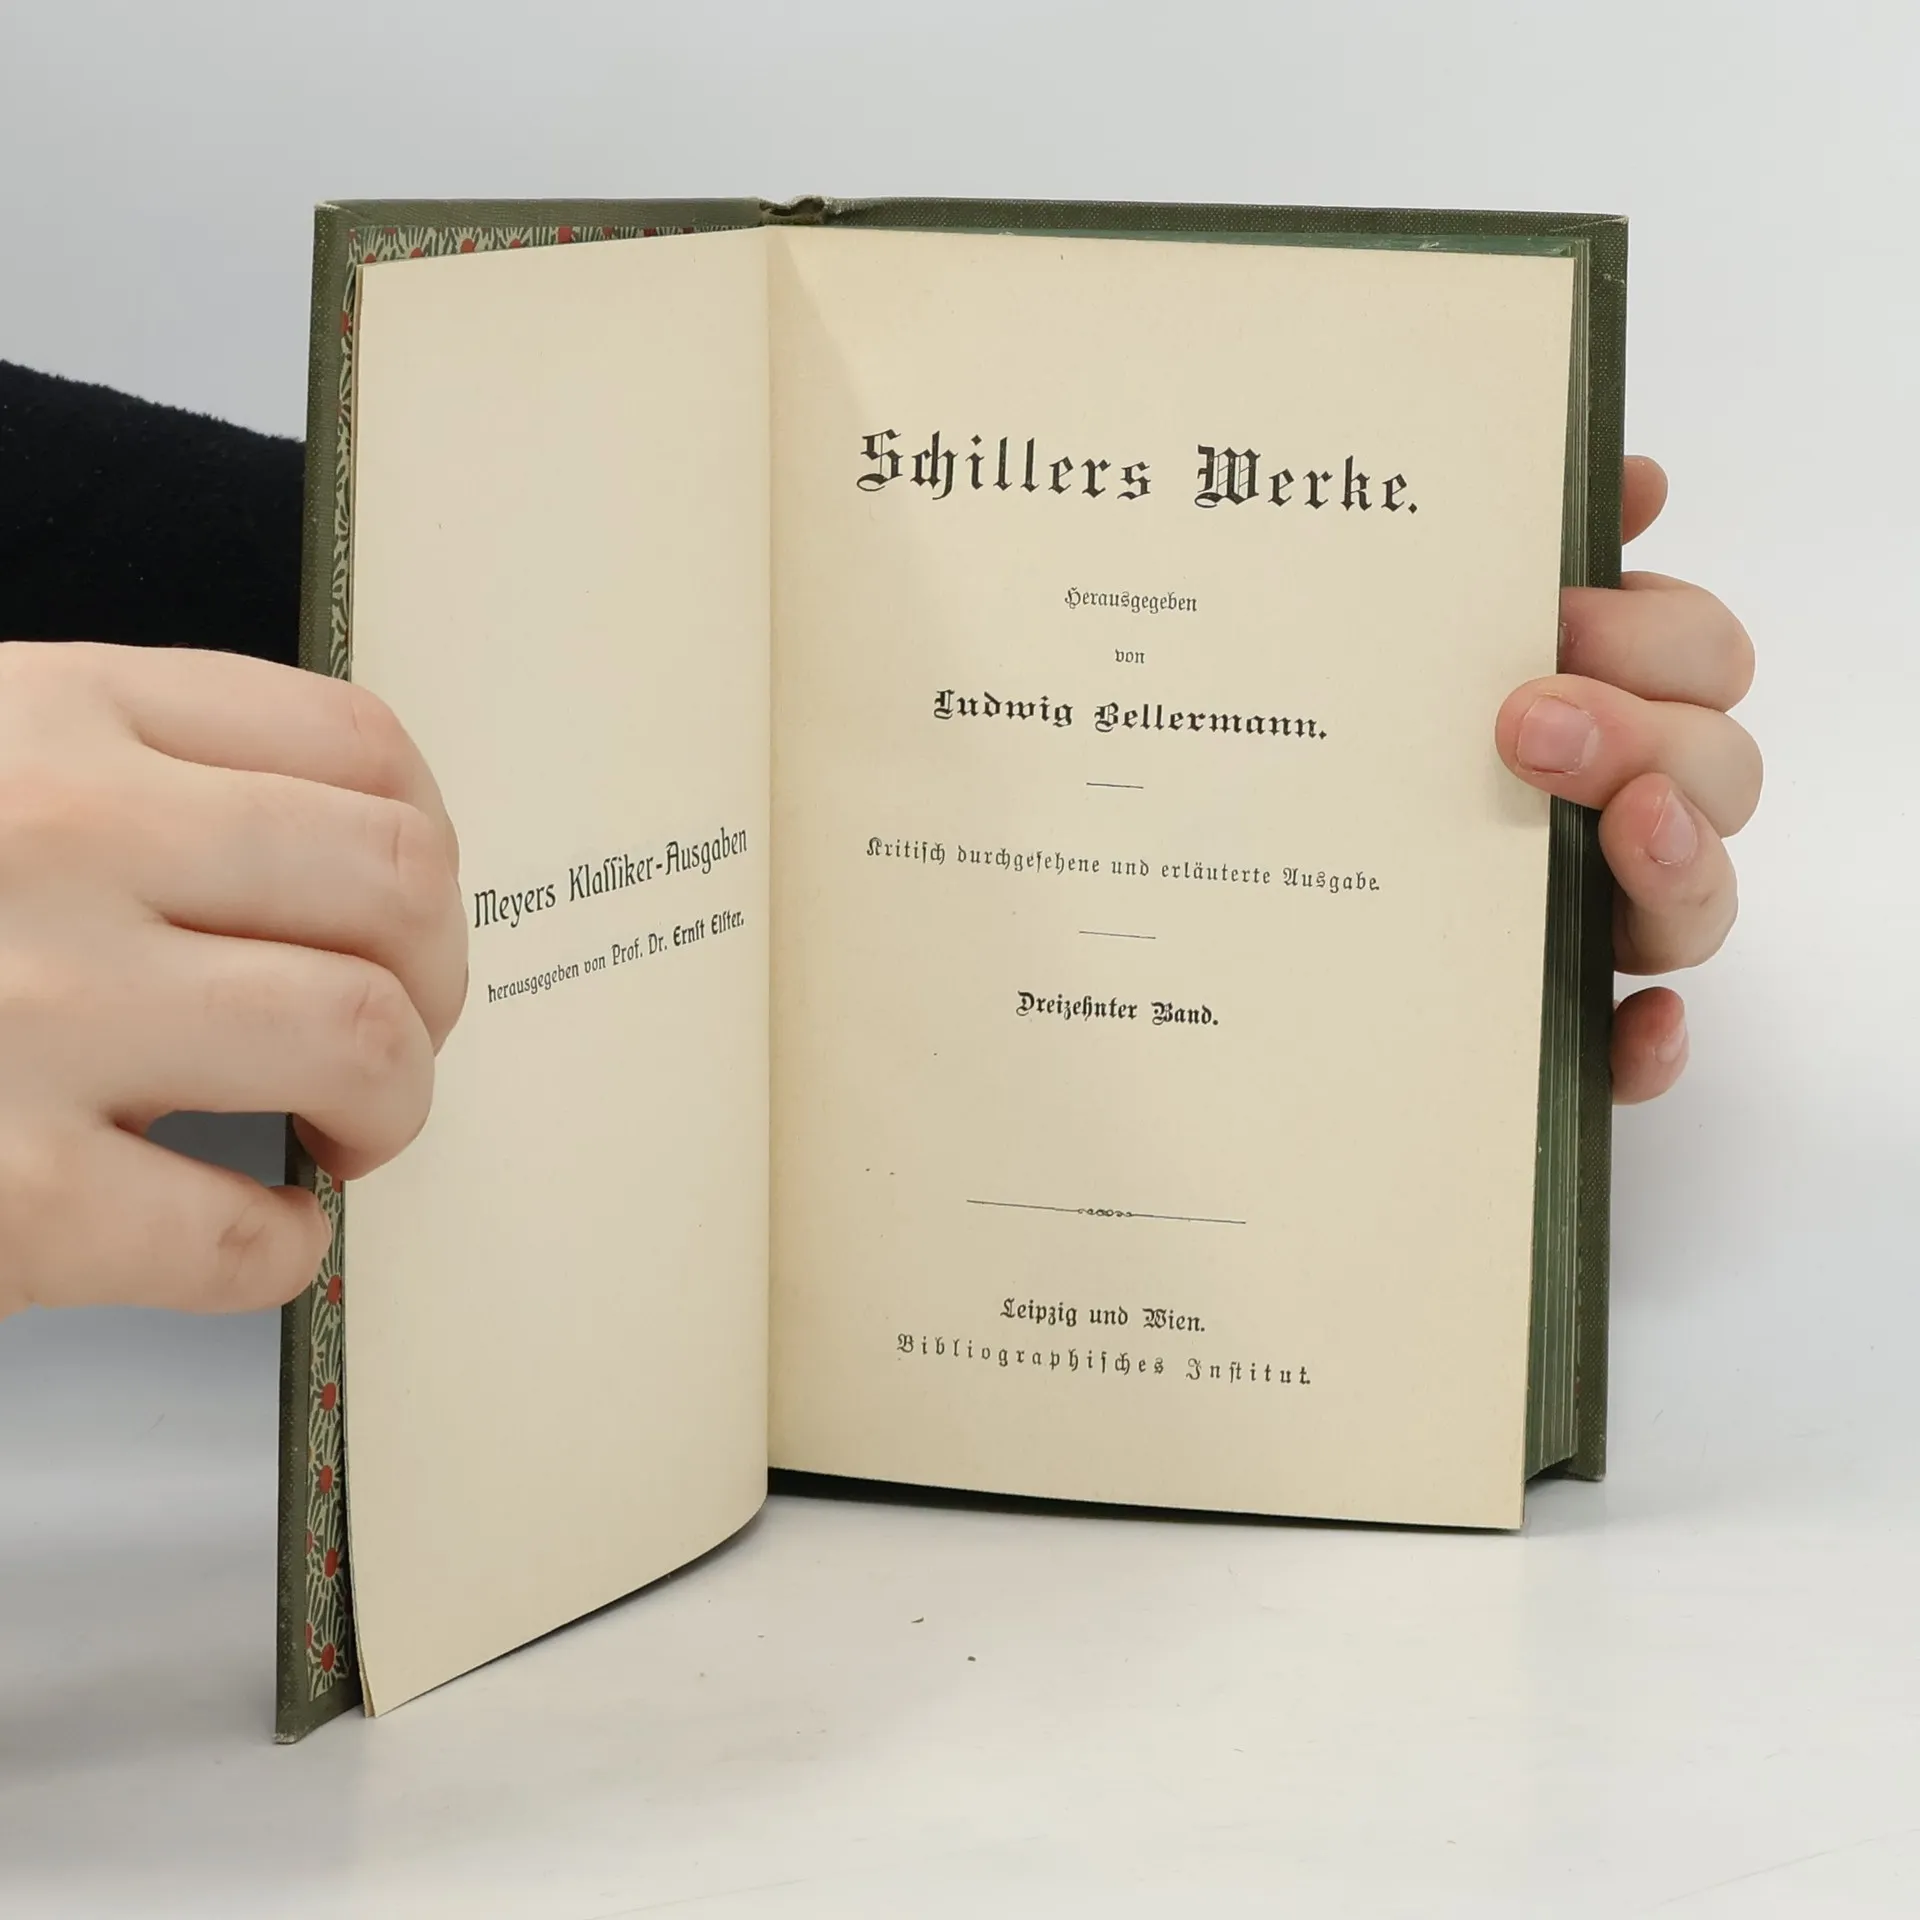 Meyers Klaſſiker-Ausgaben
herausgegeben von Prof. Dr. Ernſt Elſter.
Schillers Werke.
Herausgegeben
von
Ludwig Bellermann.
Kritiſch durchgeſehene und erläuterte Ausgabe.
Dreizehnter Band.
Leipzig und Wien.
Bibliographiſches Inſtitut.